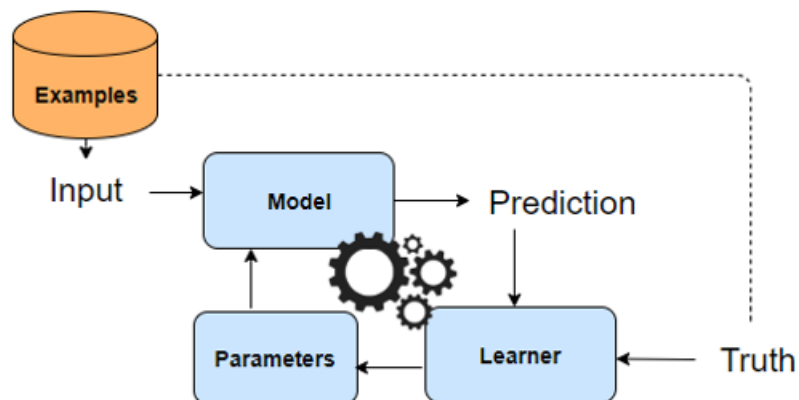 Examples
Input
Model
Prediction
Parameters
Learner
Truth